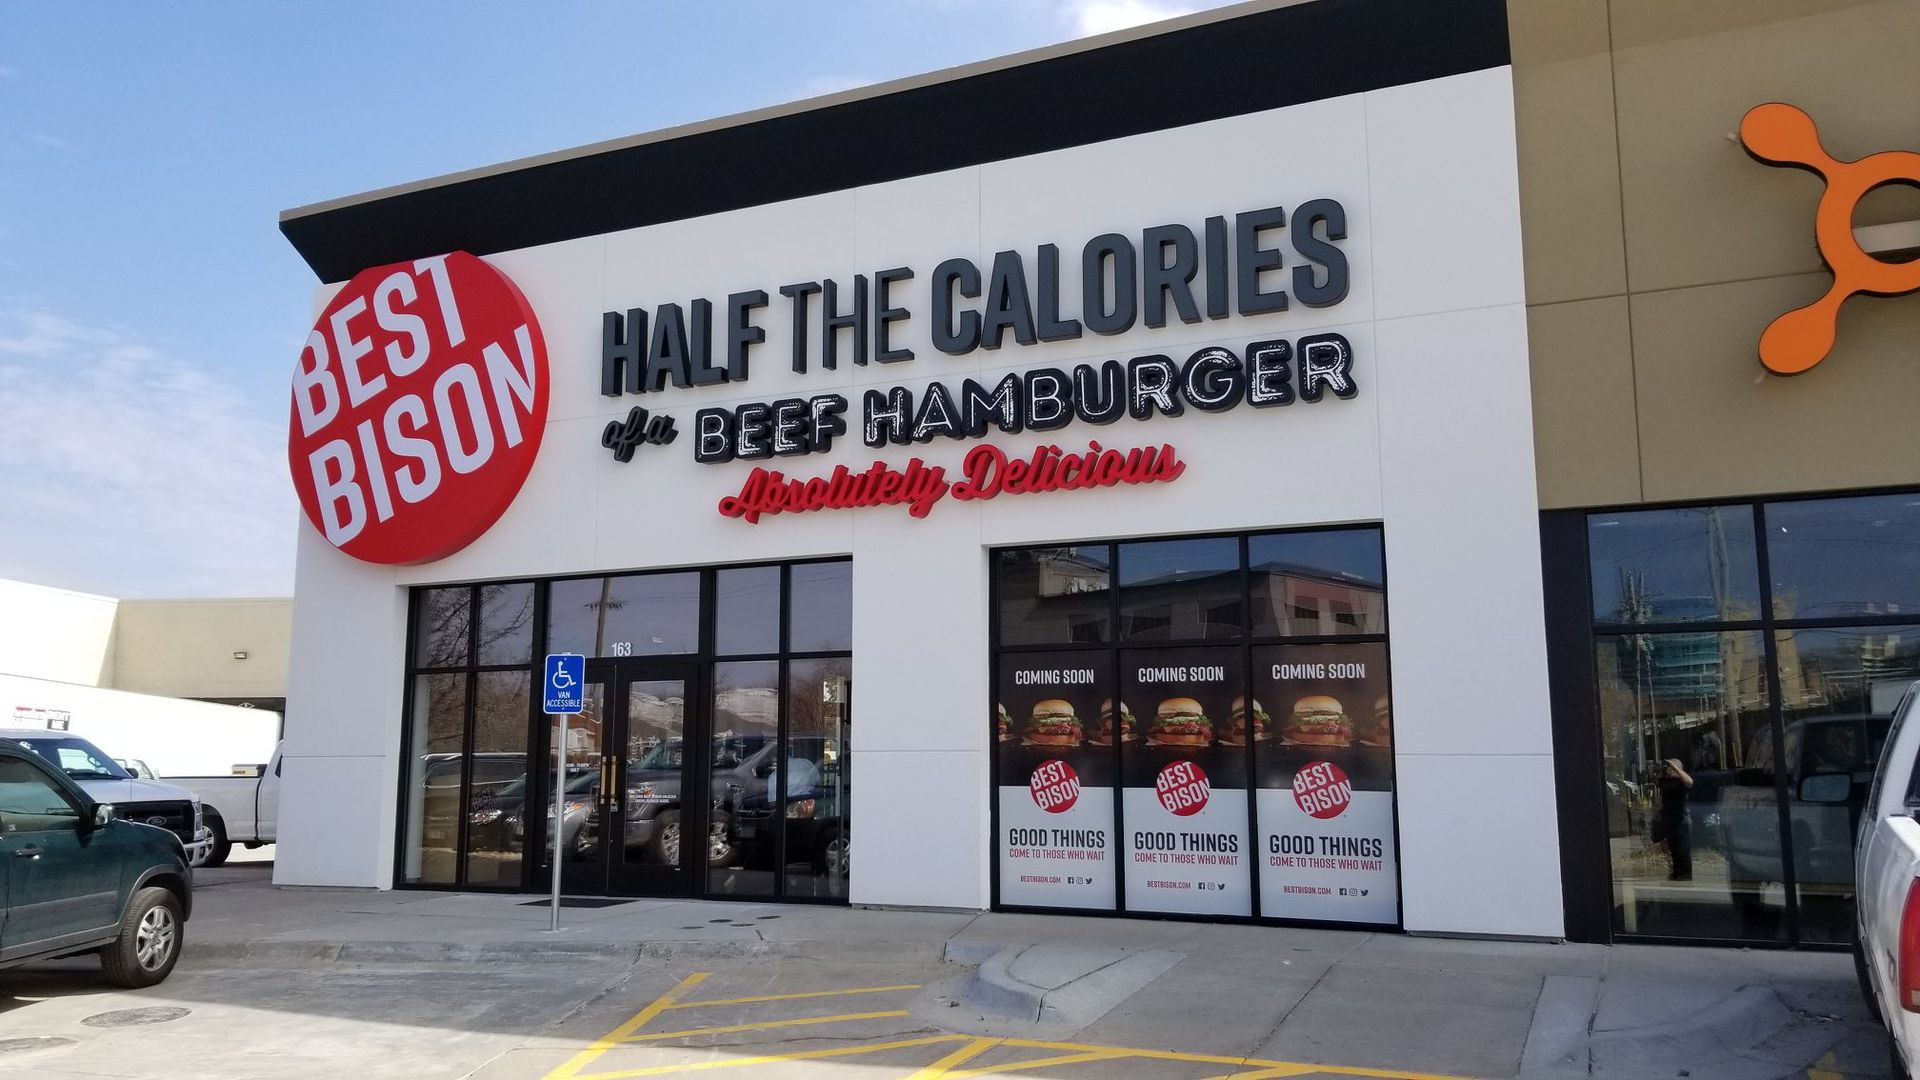 BEST
BISON
HALF THE CALORIES
of a BEEF HAMBURGER
Absolutely Delicious
163
VAN
ACCESSIBLE
COMING SOON
BEST
BISON
GOOD THINGS
COME TO THOSE WHO WAIT
BESTBISON.COM
COMING SOON
BEST
BISON
GOOD THINGS
COME TO THOSE WHO WAIT
BESTBISON.COM
COMING SOON
BEST
BISON
GOOD THINGS
COME TO THOSE WHO WAIT
BESTBISON.COM